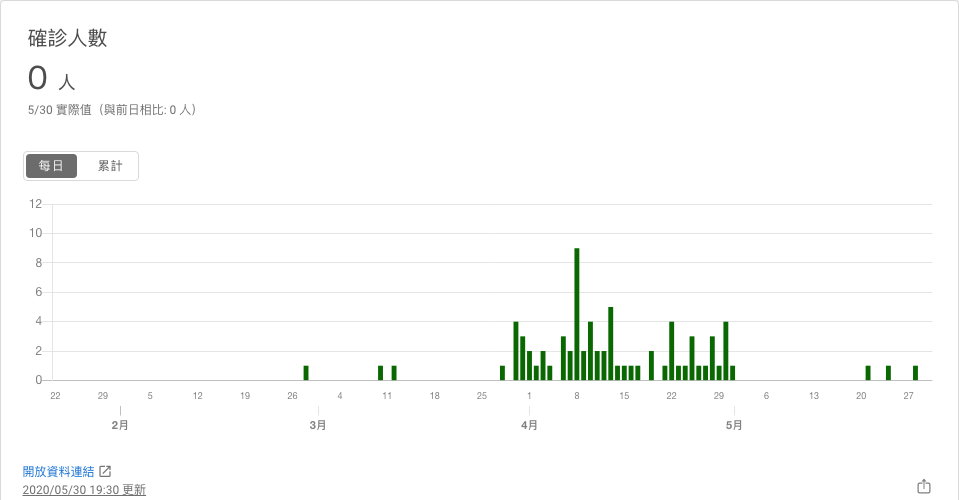 確診人數
0 人
5/30 實際值（與前日相比: 0 人）
每日 累計
12
10
8
6
4
2
0
22 29 5 12 19 26 4 11 18 25 1 8 15 22 29 6 13 20 27
2月 3月 4月 5月
開放資料連結
2020/05/30 19:30 更新